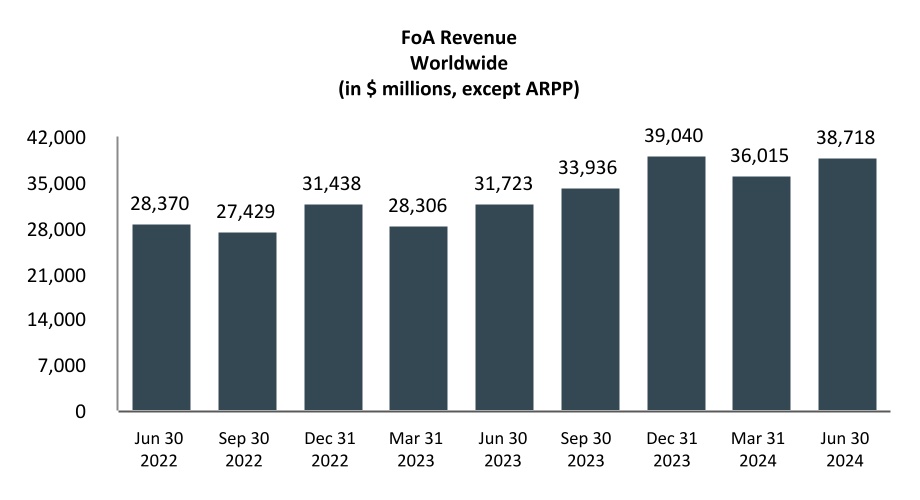 FoA Revenue
Worldwide
(in $ millions, except ARPP)
42,000
35,000
28,000
21,000
14,000
7,000
0
28,370
27,429
31,438
28,306
31,723
33,936
39,040
36,015
38,718
Jun 30
2022
Sep 30
2022
Dec 31
2022
Mar 31
2023
Jun 30
2023
Sep 30
2023
Dec 31
2023
Mar 31
2024
Jun 30
2024